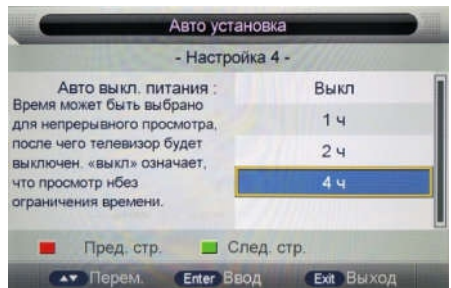 Авто установка
- Настройка 4 -
Авто выкл. питания :
Время может быть выбрано
для непрерывного просмотра,
после чего телевизор будет
выключен. «выкл» означает,
что просмотр нбез
ограничения времени.
Выкл
1 ч
2 ч
4 ч
Пред. стр. След. стр.
Перем. Enter Ввод Exit Выход